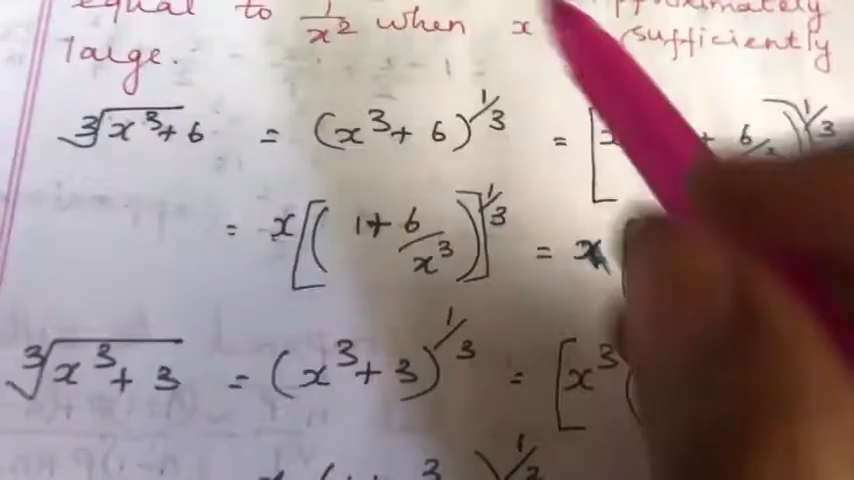 equal to 1/x² when x
large. sufficiently
∛(x³+6) = (x³+6)^(1/3) = [
= x[(1+6/x³)]^(1/3) = x
∛(x³+3) = (x³+3)^(1/3) = [x³(